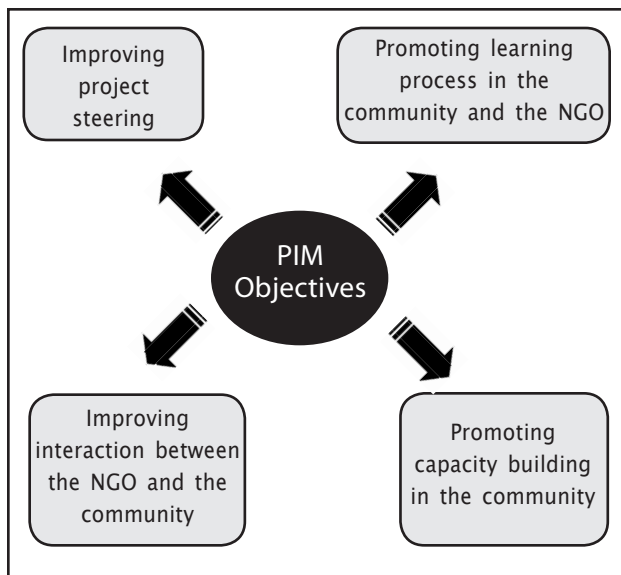 Improving
project
steering
Promoting learning
process in the
community and the NGO
PIM
Objectives
Improving
interaction between
the NGO and the
community
Promoting
capacity building
in the community